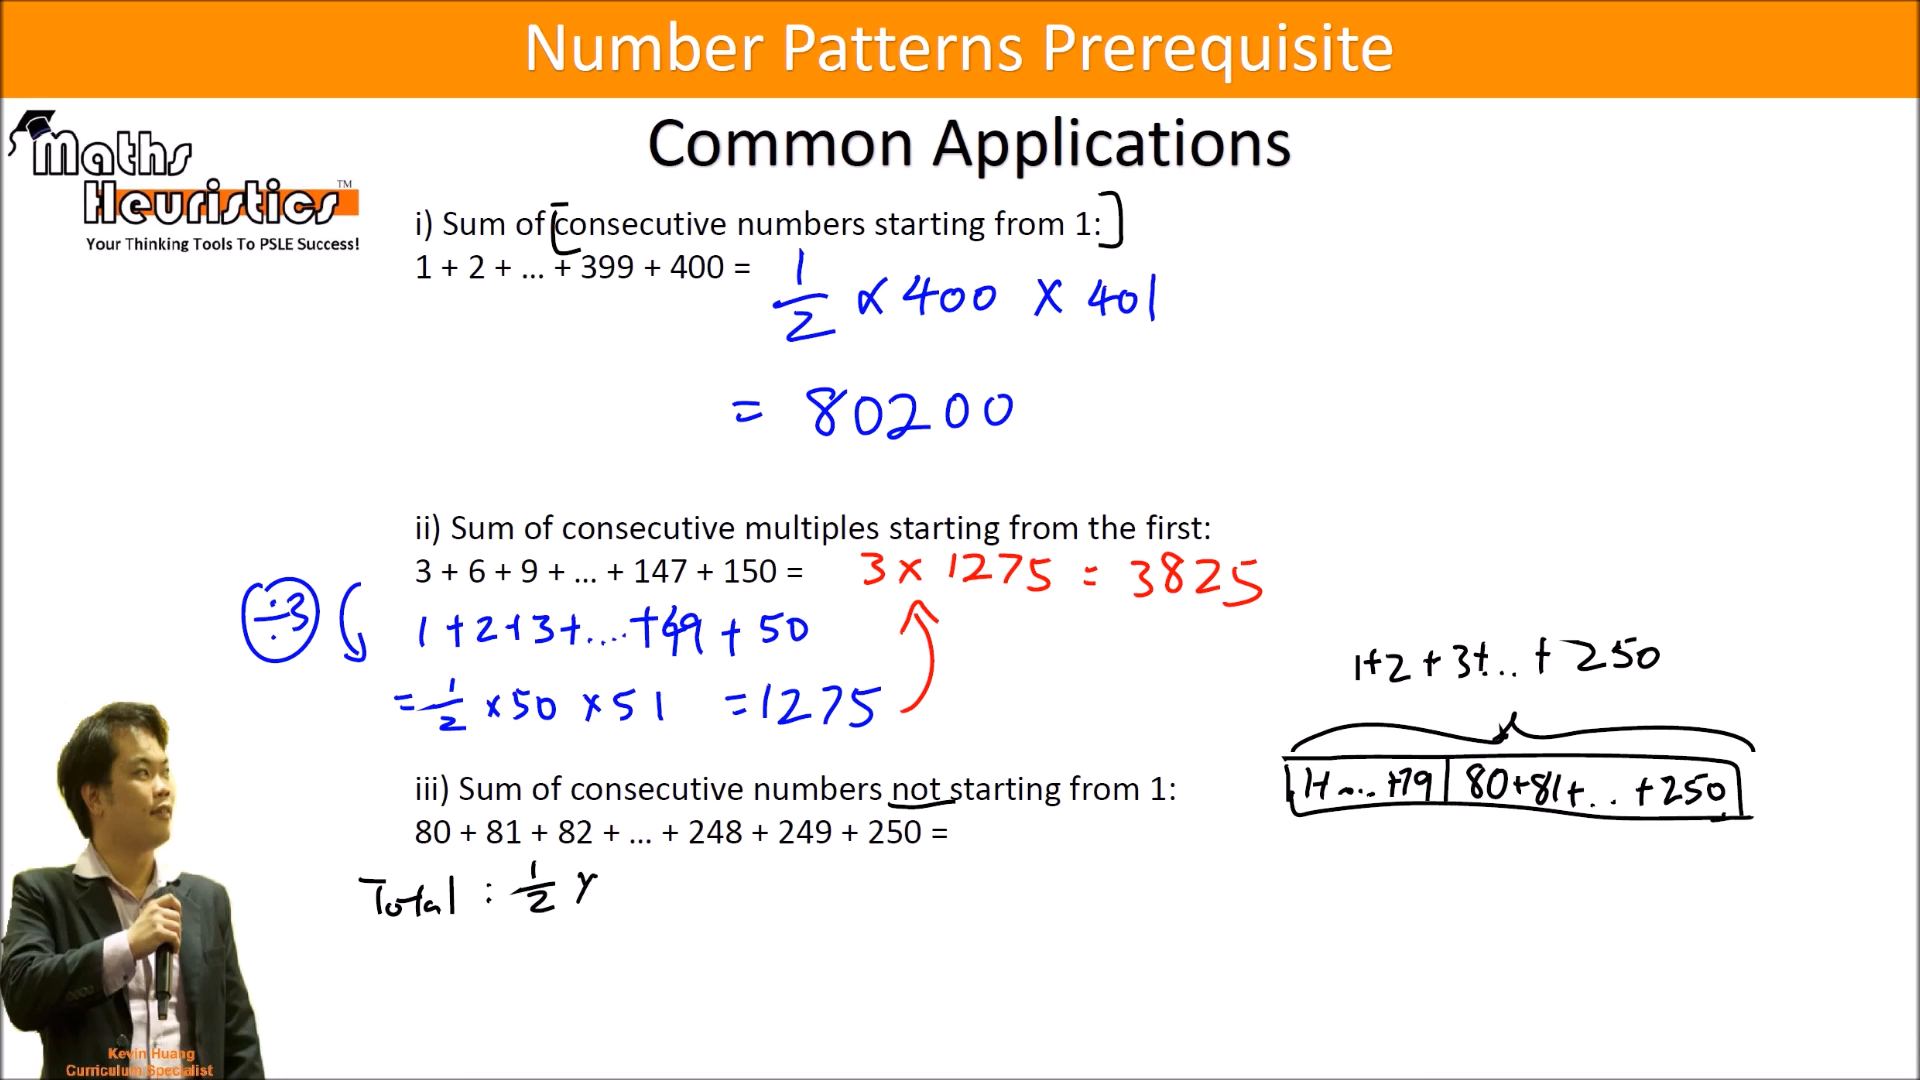 Number Patterns Prerequisite
Maths
Heuristics™
Your Thinking Tools To PSLE Success!
Common Applications
i) Sum of [consecutive numbers starting from 1:]
1 + 2 + ... + 399 + 400 = 1/2 × 400 × 401
= 80200
ii) Sum of consecutive multiples starting from the first:
3 + 6 + 9 + ... + 147 + 150 = 3 × 1275 = 3825
÷3
1 + 2 + 3 + .... + 49 + 50
= 1/2 × 50 × 51 = 1275
1+2 + 3+... + 250
1+ .... +79 | 80+81+... +250
iii) Sum of consecutive numbers not starting from 1:
80 + 81 + 82 + ... + 248 + 249 + 250 =
Total : 1/2 ×
Kevin Huang
Curriculum Specialist